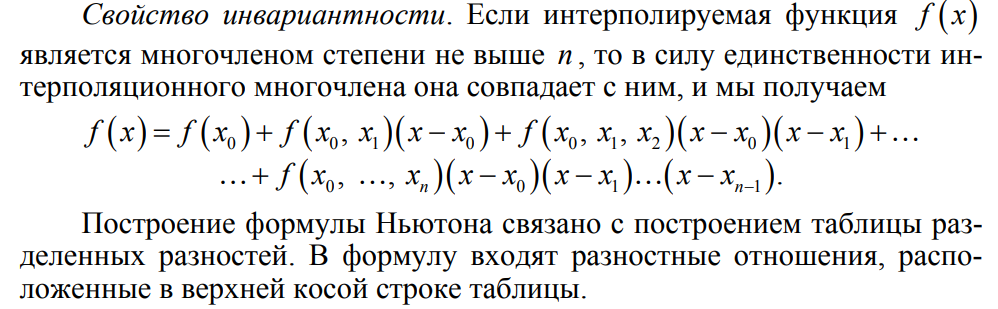 Свойство инвариантности. Если интерполируемая функция f(x)
является многочленом степени не выше n, то в силу единственности ин-
терполяционного многочлена она совпадает с ним, и мы получаем
f(x) = f(x₀) + f(x₀, x₁)(x − x₀) + f(x₀, x₁, x₂)(x − x₀)(x − x₁) + …
… + f(x₀, …, xₙ)(x − x₀)(x − x₁)…(x − xₙ₋₁).
Построение формулы Ньютона связано с построением таблицы раз-
деленных разностей. В формулу входят разностные отношения, распо-
ложенные в верхней косой строке таблицы.